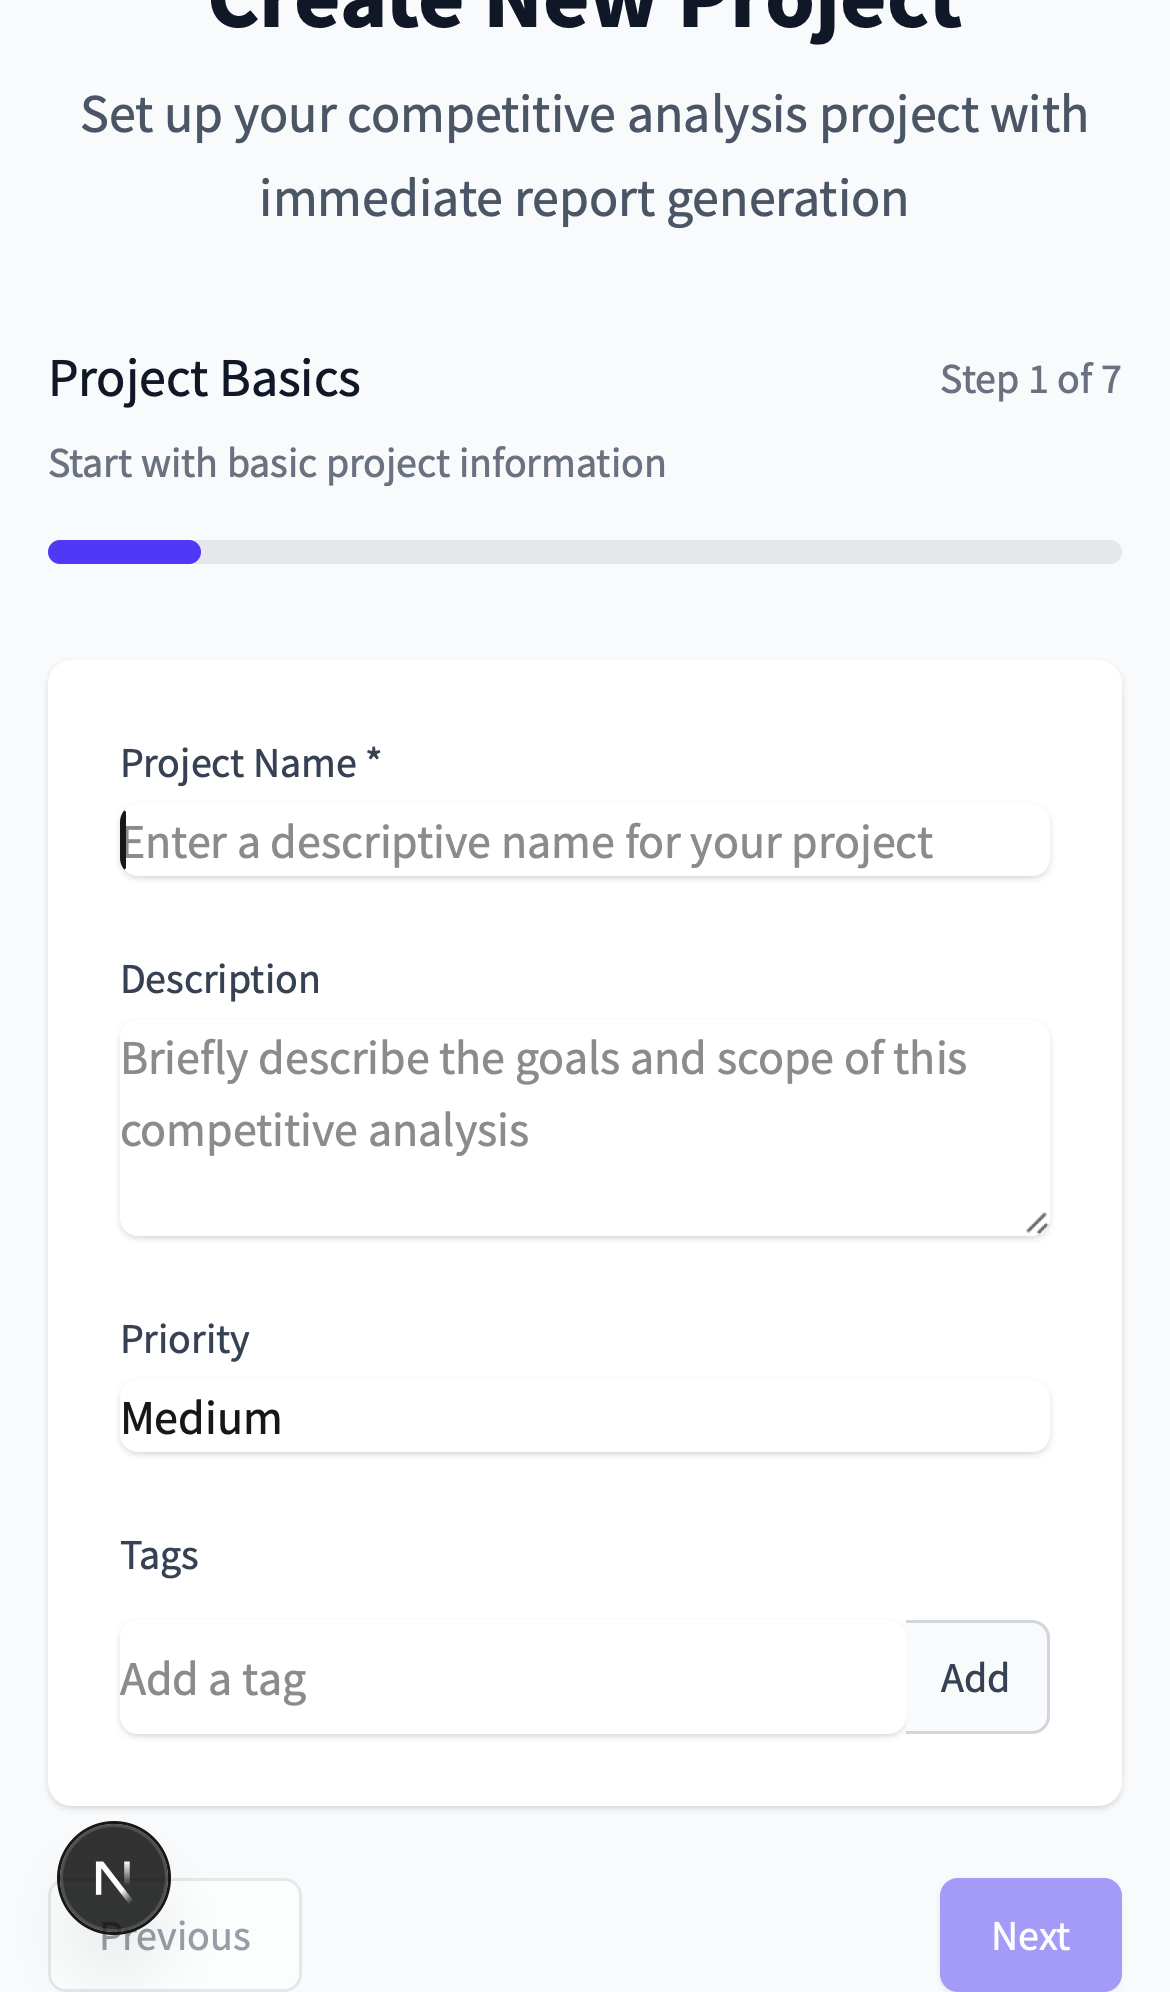 Create New Project
Set up your competitive analysis project with
immediate report generation
Project Basics
Step 1 of 7
Start with basic project information
Project Name *
Enter a descriptive name for your project
Description
Briefly describe the goals and scope of this
competitive analysis
Priority
Medium
Tags
Add a tag
Add
N
Previous
Next